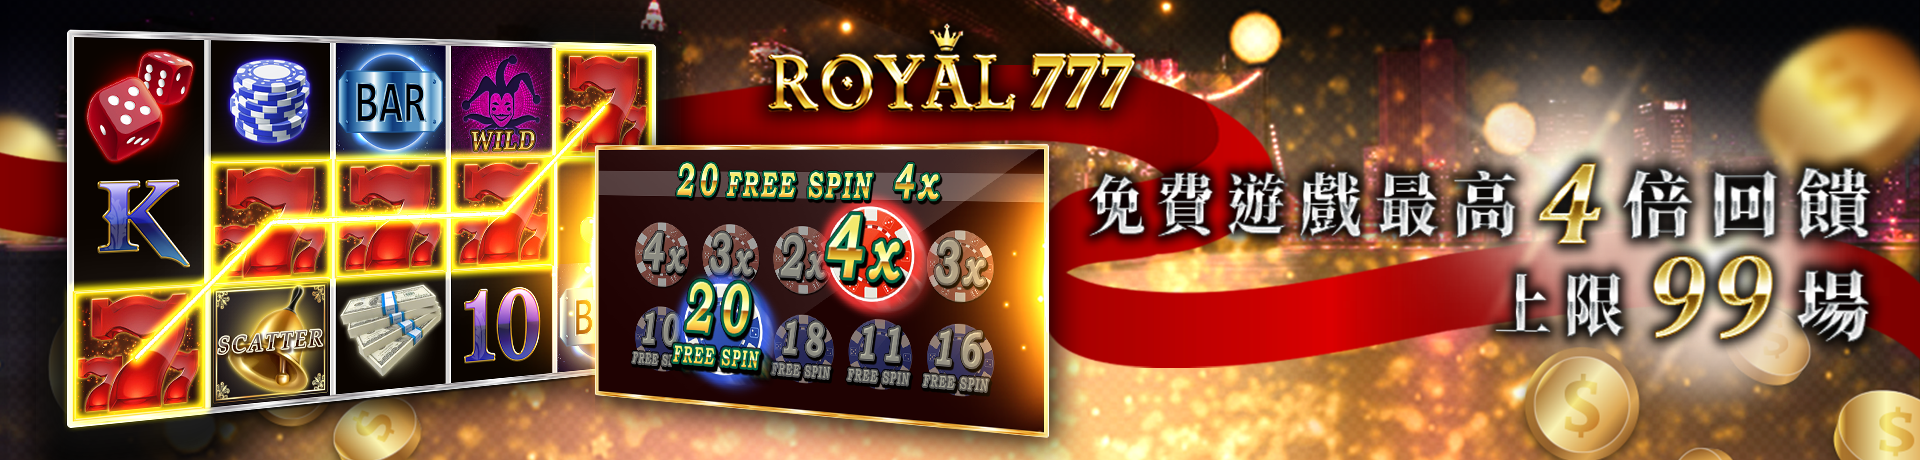 ROYAL 777
BAR
WILD
K
SCATTER
10
B
20 FREE SPIN 4x
4x 3x 2x 4x 3x
10 20 18 11 16
FREE SPIN FREE SPIN FREE SPIN FREE SPIN
免費遊戲最高4倍回饋
上限99場